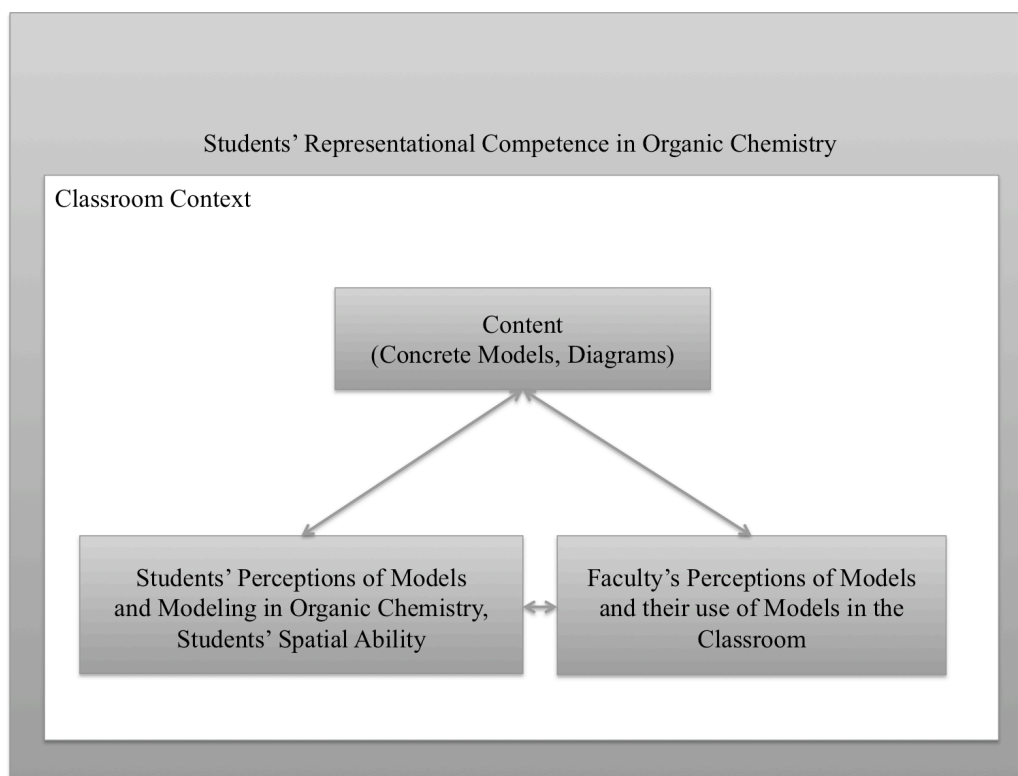 Students’ Representational Competence in Organic Chemistry
Classroom Context
Content
(Concrete Models, Diagrams)
Students’ Perceptions of Models
and Modeling in Organic Chemistry,
Students’ Spatial Ability
Faculty’s Perceptions of Models
and their use of Models in the
Classroom